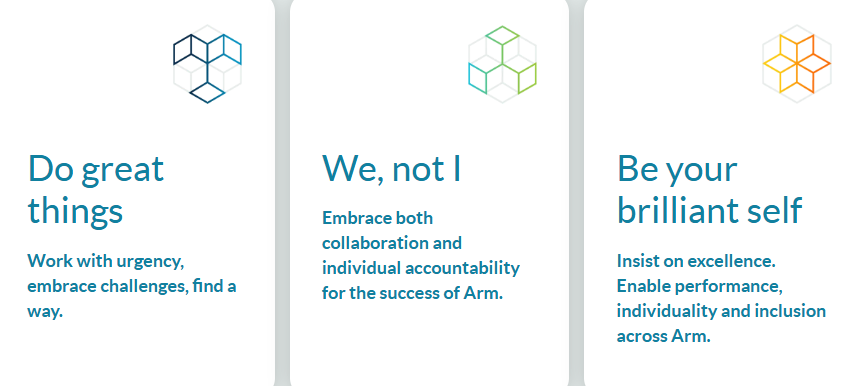 Do great
things
Work with urgency,
embrace challenges, find a
way.
We, not I
Embrace both
collaboration and
individual accountability
for the success of Arm.
Be your
brilliant self
Insist on excellence.
Enable performance,
individuality and inclusion
across Arm.